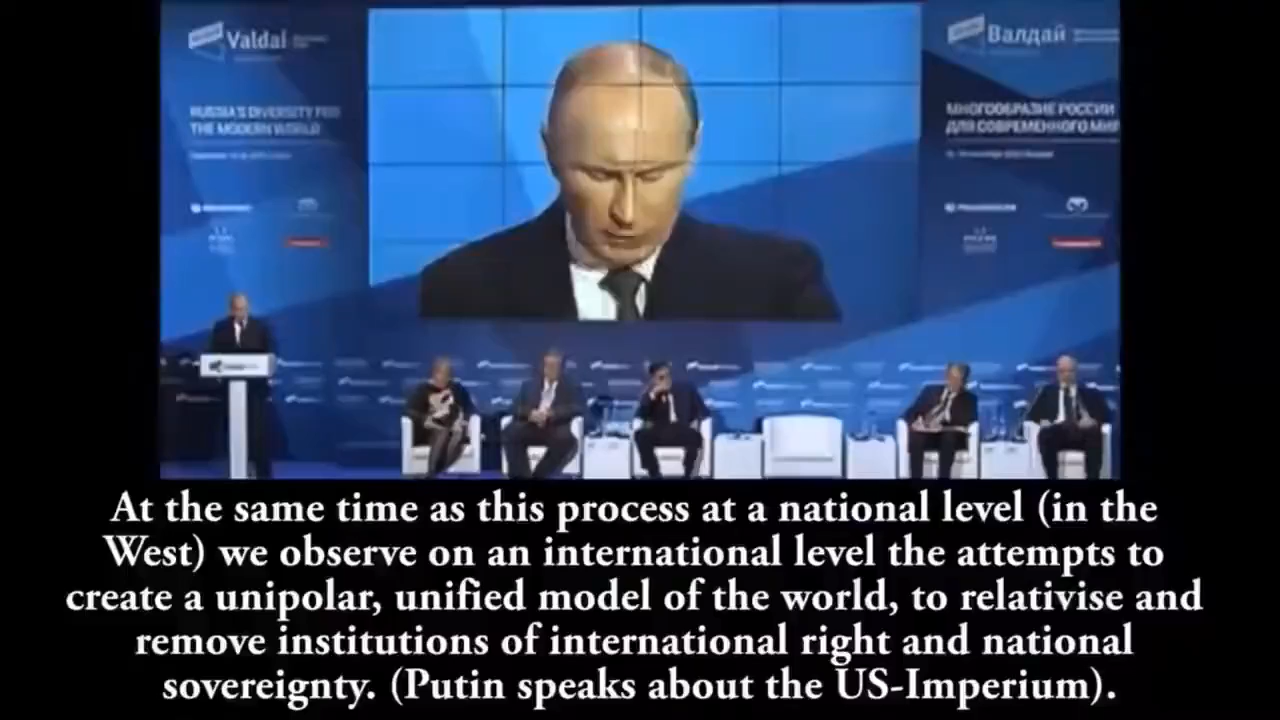 Valdai
Валдай
RUSSIA'S DIVERSITY FOR
THE MODERN WORLD
МНОГООБРАЗИЕ РОССИИ
ДЛЯ СОВРЕМЕННОГО МИР
At the same time as this process at a national level (in the
West) we observe on an international level the attempts to
create a unipolar, unified model of the world, to relativise and
remove institutions of international right and national
sovereignty. (Putin speaks about the US-Imperium).